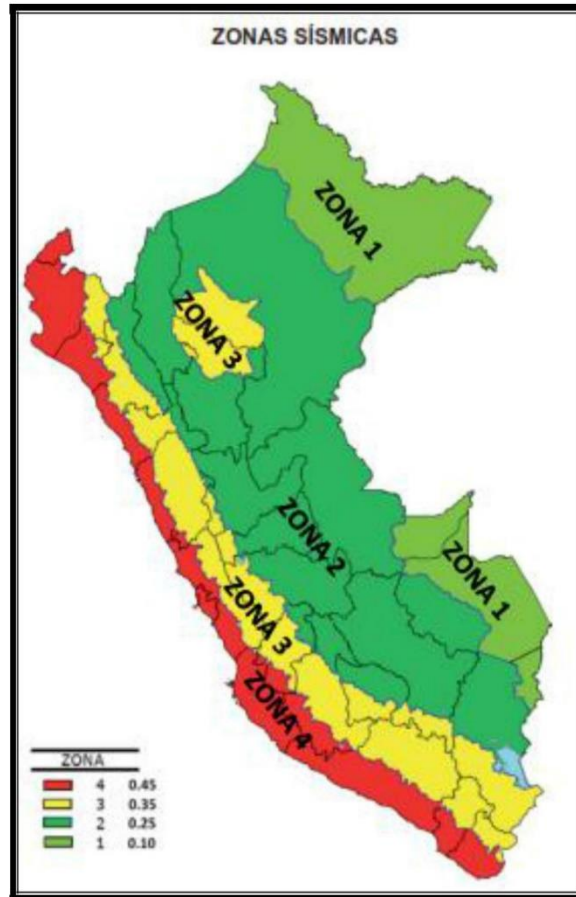 ZONAS SÍSMICAS
ZONA 1
ZONA 3
ZONA 2
ZONA 1
ZONA 3
ZONA 4
ZONA
4 0.45
3 0.35
2 0.25
1 0.10